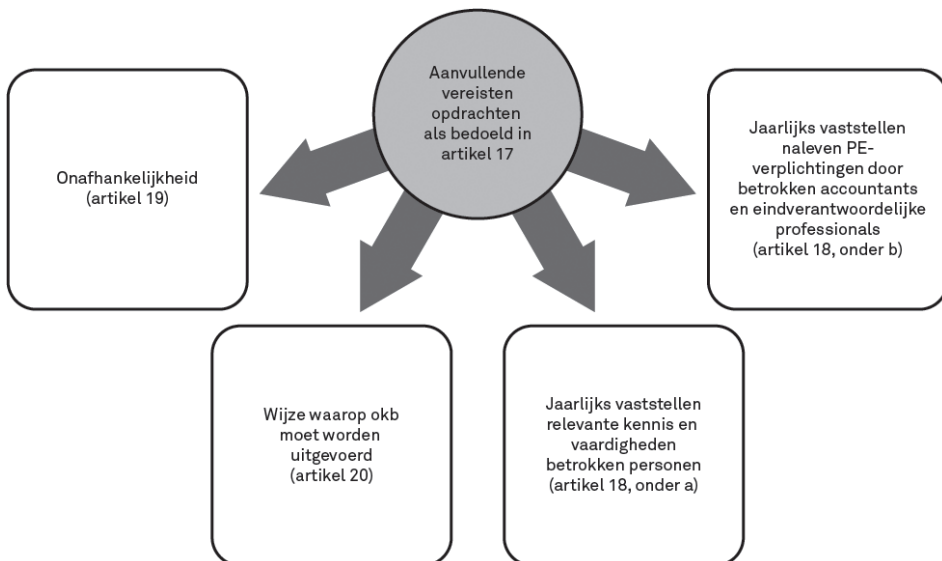 Aanvullende
vereisten
opdrachten
als bedoeld in
artikel 17
Onafhankelijkheid
(artikel 19)
Wijze waarop okb
moet worden
uitgevoerd
(artikel 20)
Jaarlijks vaststellen
relevante kennis en
vaardigheden
betrokken personen
(artikel 18, onder a)
Jaarlijks vaststellen
naleven PE-
verplichtingen door
betrokken accountants
en eindverantwoordelijke
professionals
(artikel 18, onder b)